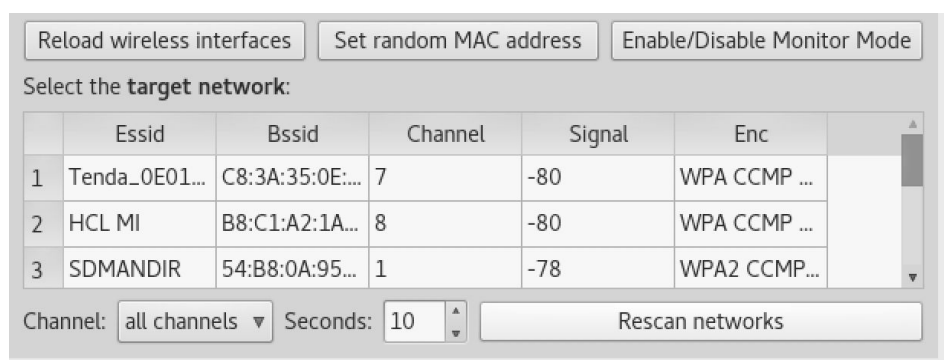 Reload wireless interfaces Set random MAC address Enable/Disable Monitor Mode
Select the target network:
Essid Bssid Channel Signal Enc
1 Tenda_0E01... C8:3A:35:0E:... 7 -80 WPA CCMP ...
2 HCL MI B8:C1:A2:1A... 8 -80 WPA CCMP ...
3 SDMANDIR 54:B8:0A:95... 1 -78 WPA2 CCMP...
Channel: all channels Seconds: 10 Rescan networks